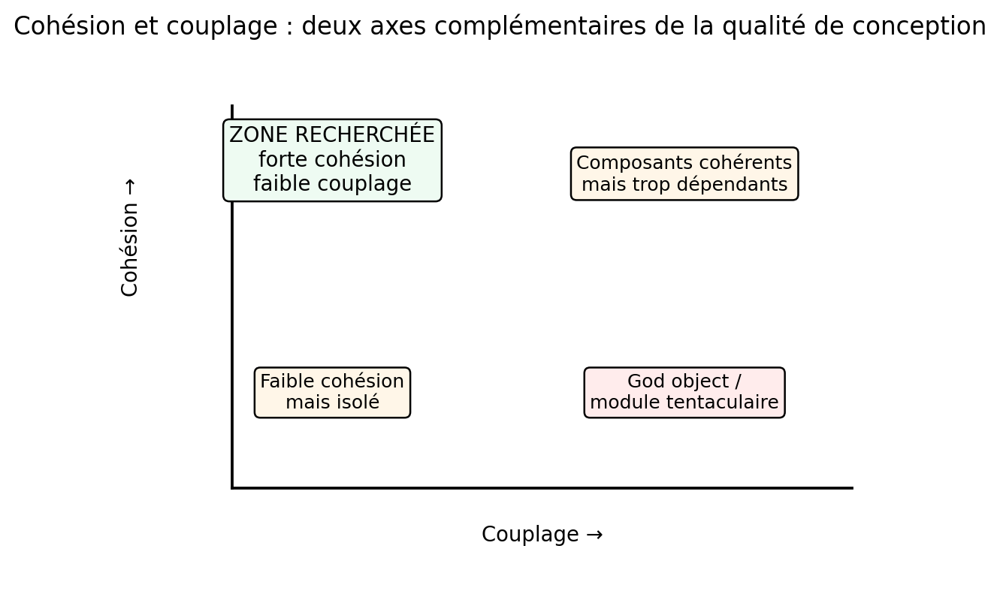 Cohésion et couplage : deux axes complémentaires de la qualité de conception
ZONE RECHERCHÉE
forte cohésion
faible couplage
Composants cohérents
mais trop dépendants
Cohésion →
Faible cohésion
mais isolé
God object /
module tentaculaire
Couplage →